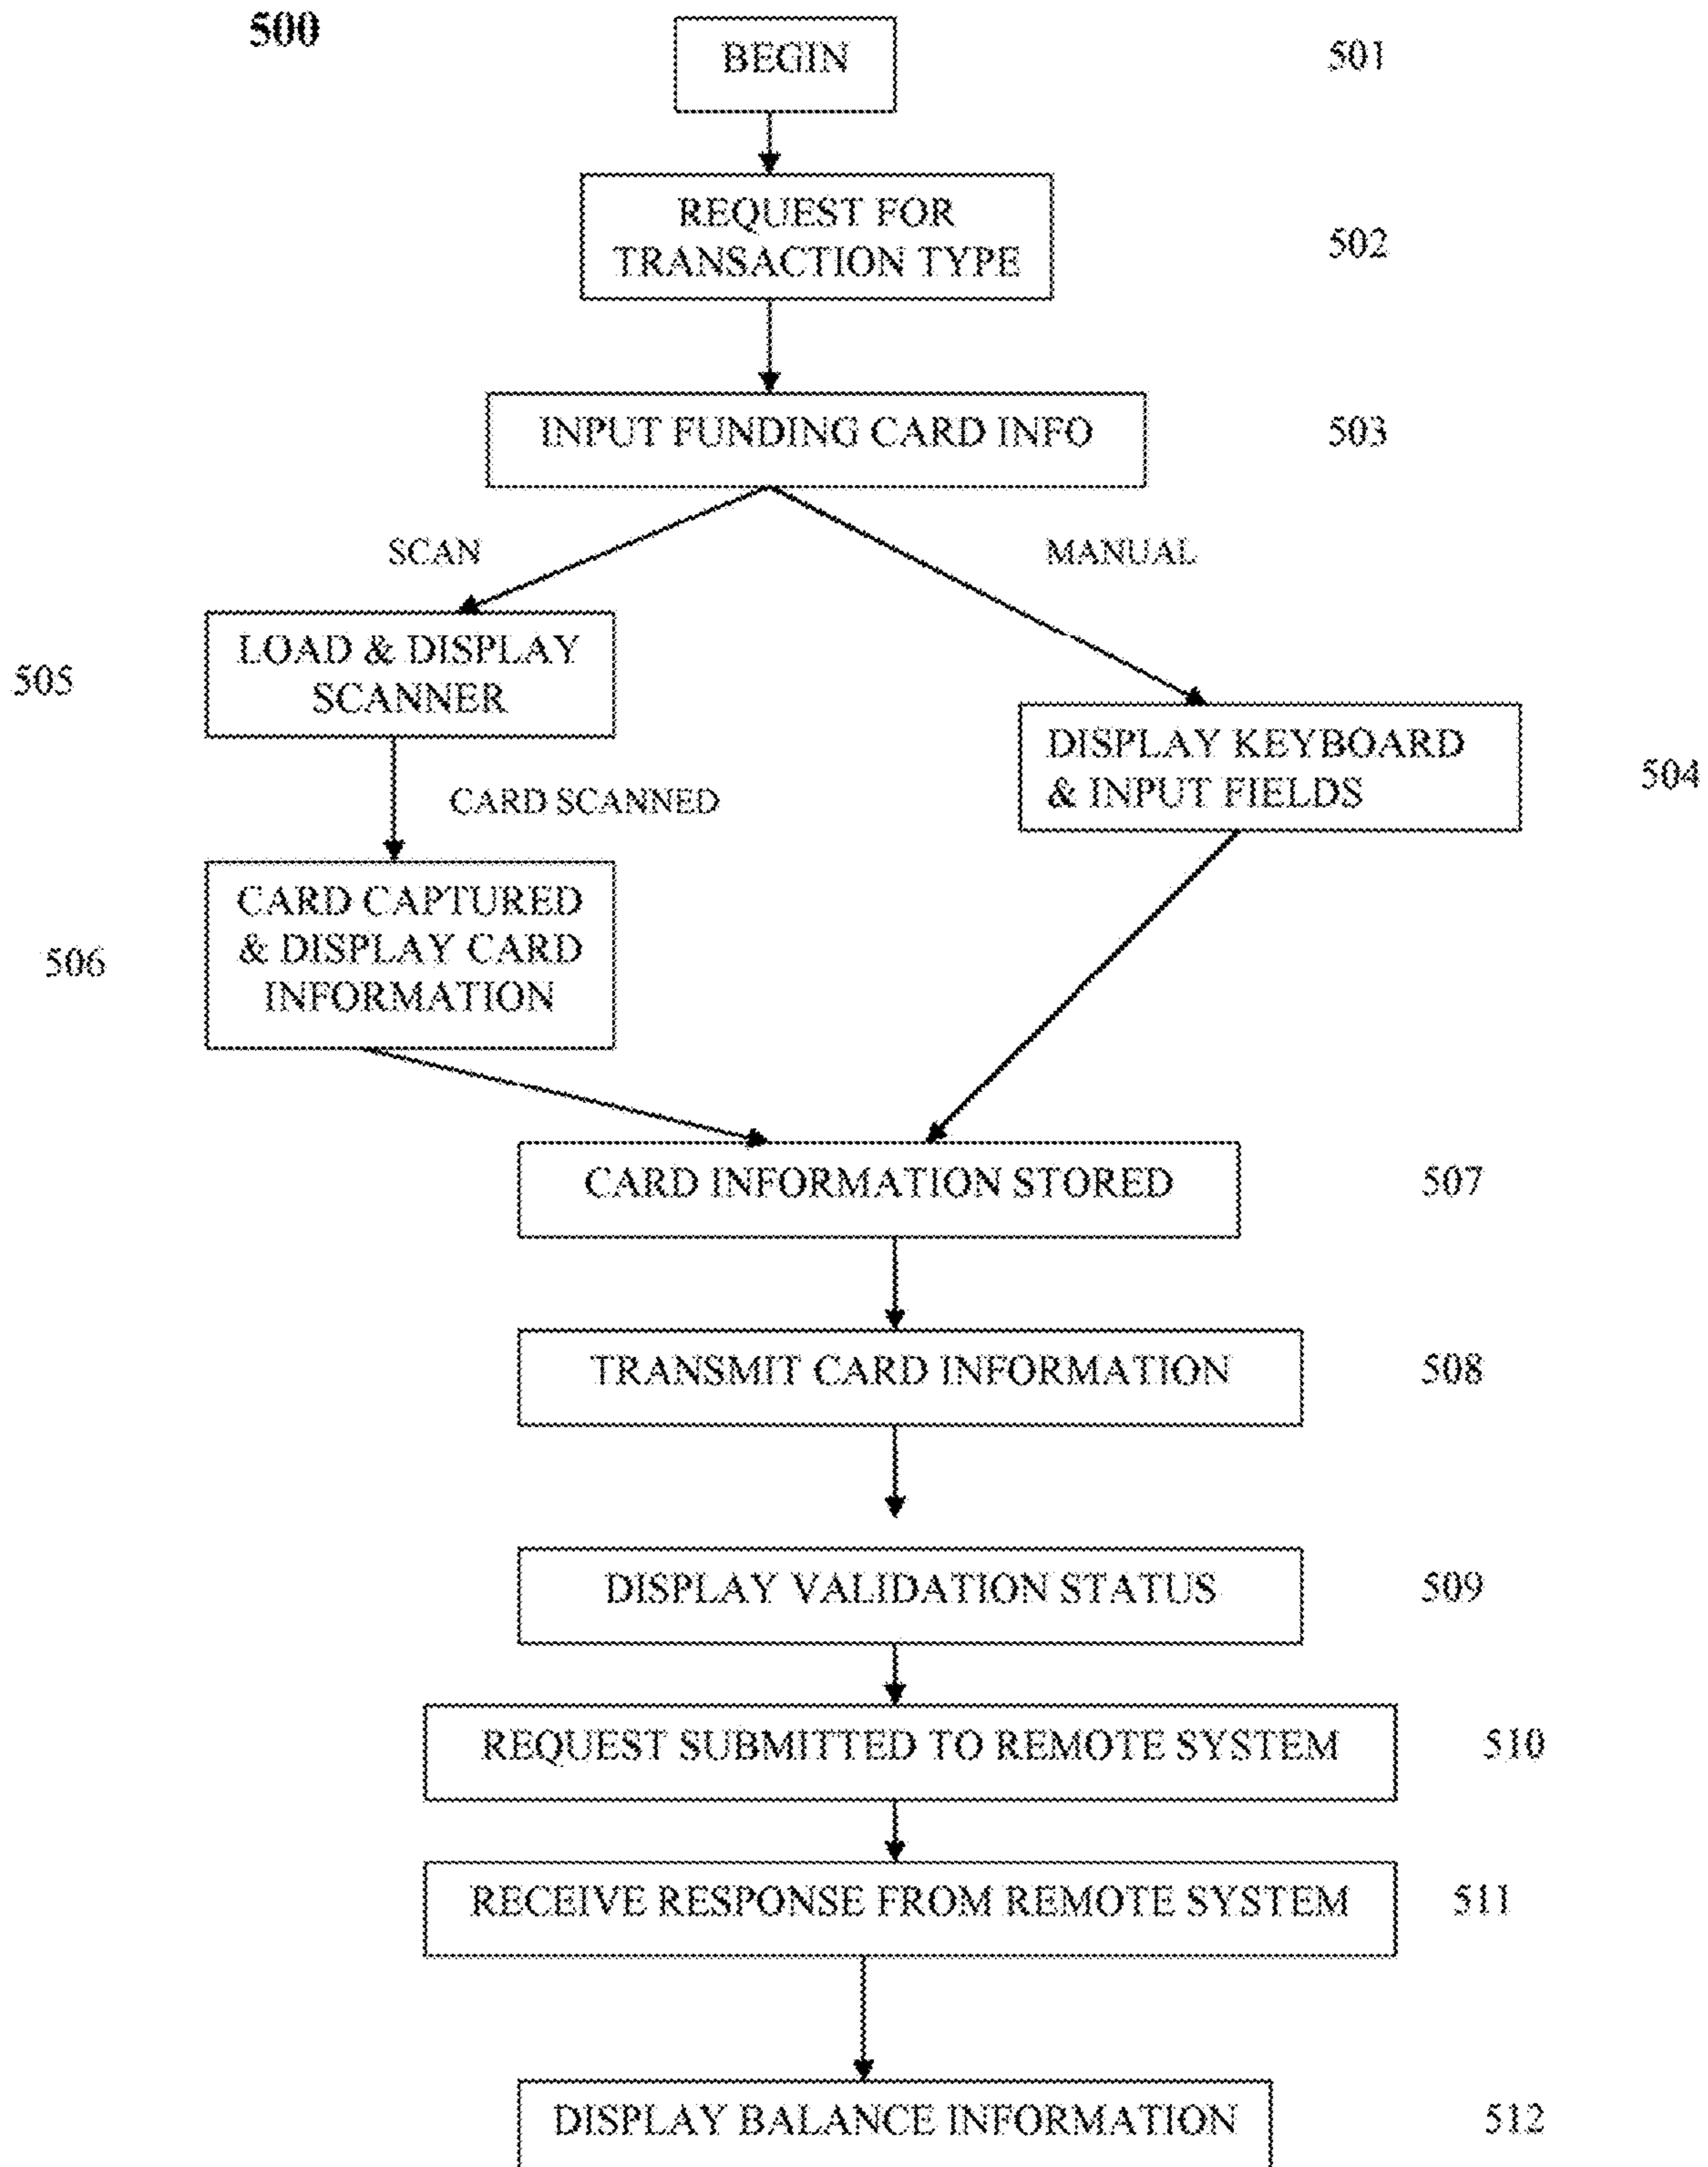 500
BEGIN
501
REQUEST FOR
TRANSACTION TYPE
502
INPUT FUNDING CARD INFO
503
SCAN
MANUAL
LOAD & DISPLAY
SCANNER
505
DISPLAY KEYBOARD
& INPUT FIELDS
504
CARD SCANNED
CARD CAPTURED
& DISPLAY CARD
INFORMATION
506
CARD INFORMATION STORED
507
TRANSMIT CARD INFORMATION
508
DISPLAY VALIDATION STATUS
509
REQUEST SUBMITTED TO REMOTE SYSTEM
510
RECEIVE RESPONSE FROM REMOTE SYSTEM
511
DISPLAY BALANCE INFORMATION
512